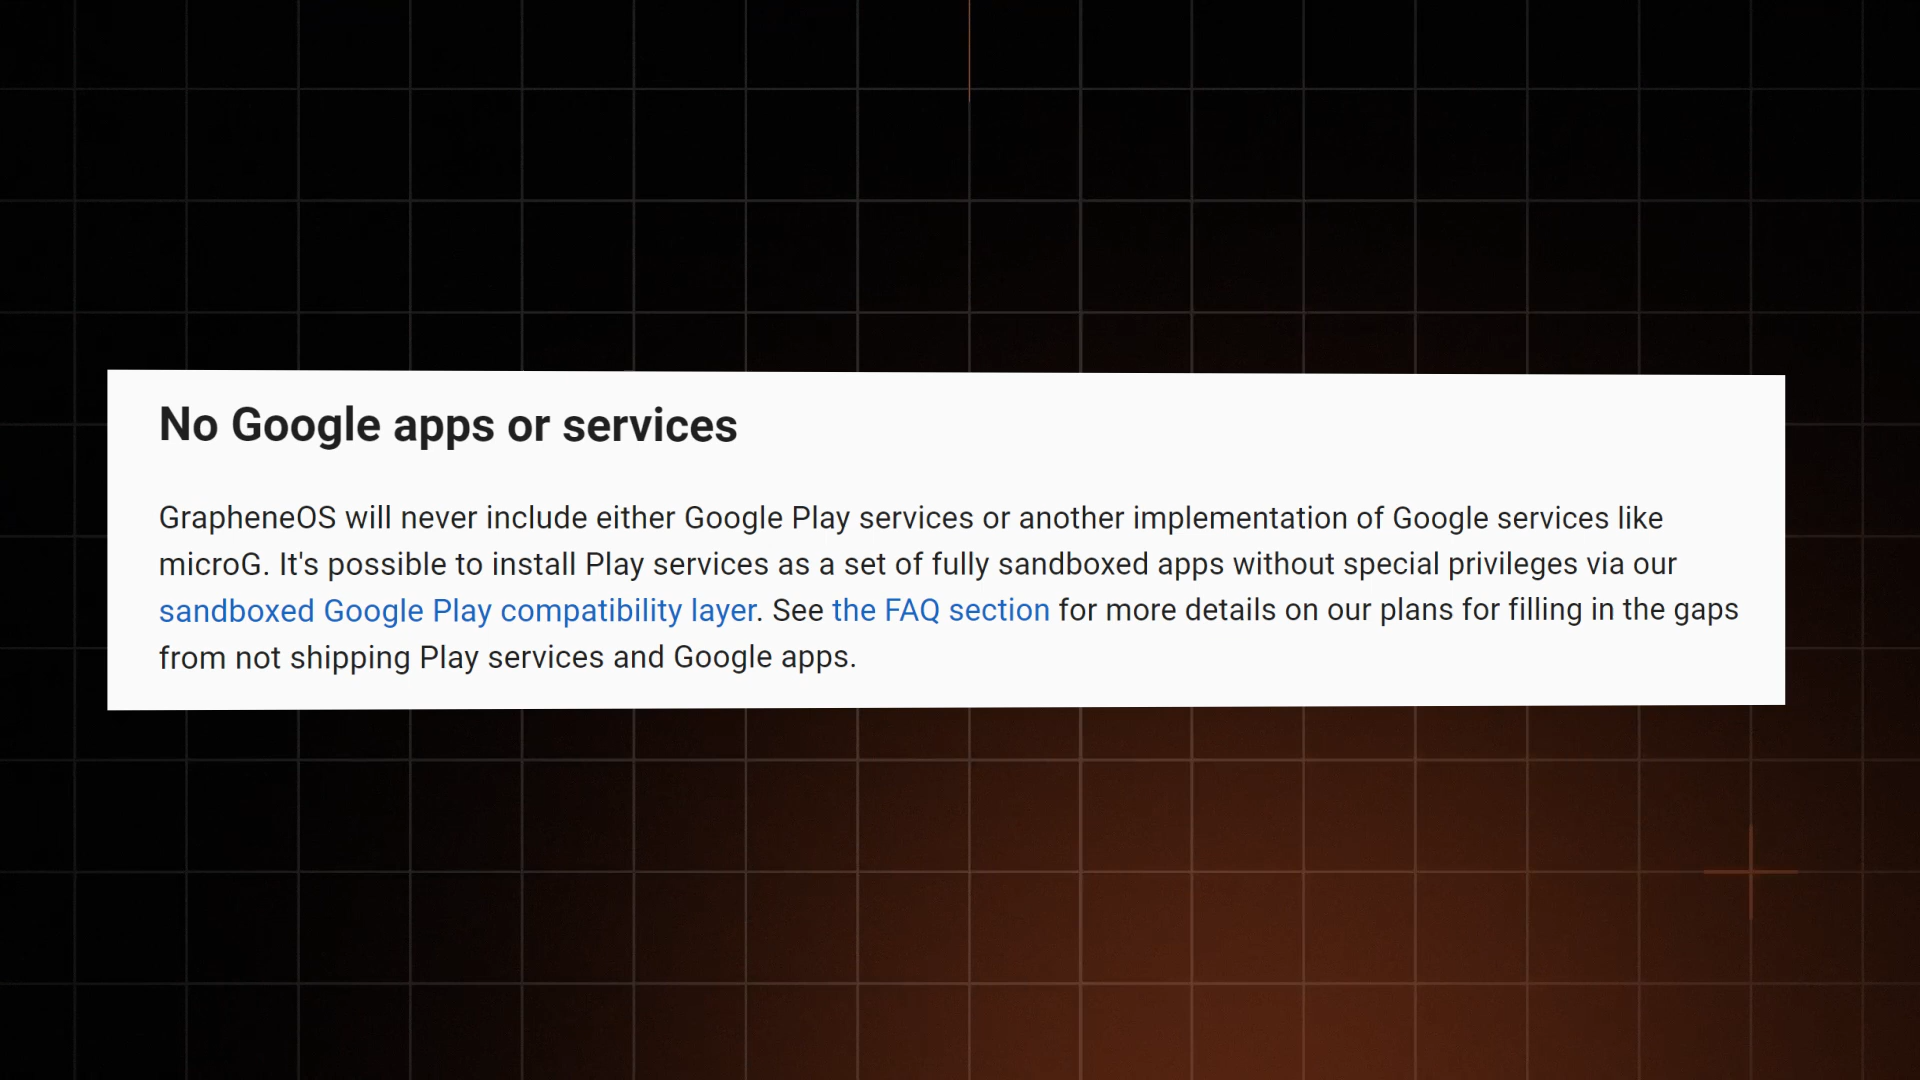 No Google apps or services
GrapheneOS will never include either Google Play services or another implementation of Google services like
microG. It's possible to install Play services as a set of fully sandboxed apps without special privileges via our
sandboxed Google Play compatibility layer. See the FAQ section for more details on our plans for filling in the gaps
from not shipping Play services and Google apps.